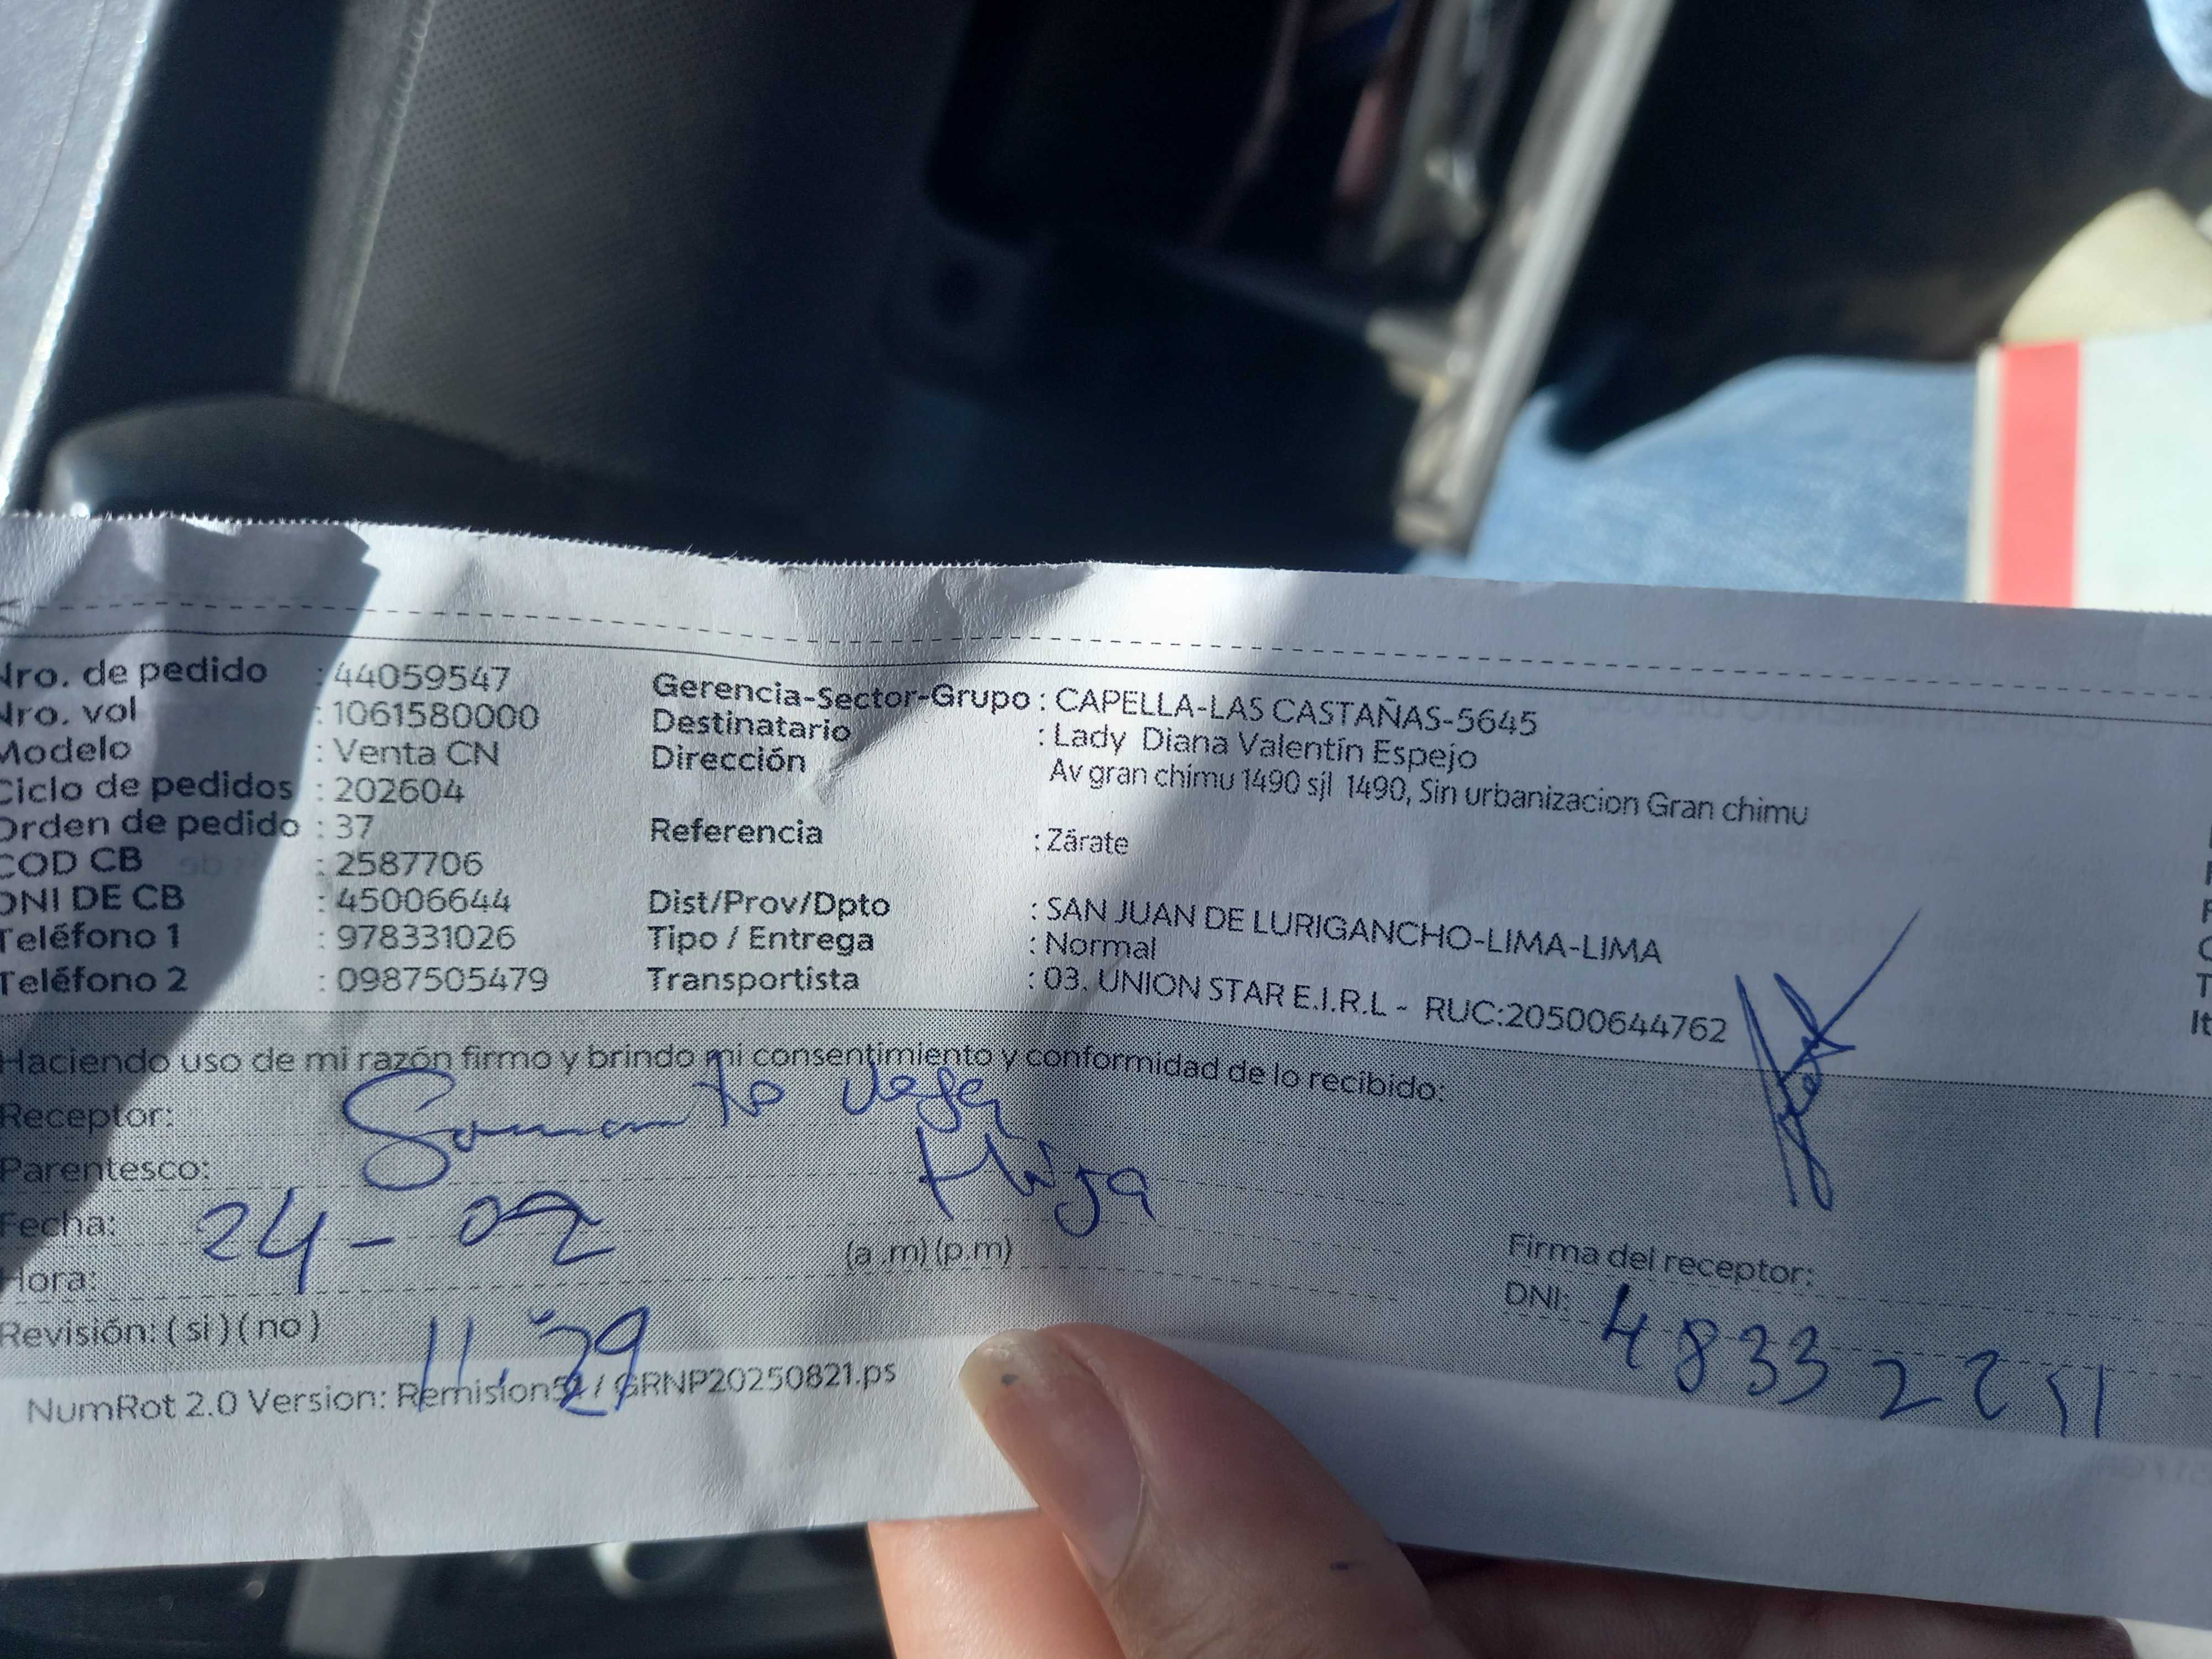 Nro. de pedido : 44059547
Nro. vol : 1061580000
Modelo : Venta CN
Ciclo de pedidos : 202604
Orden de pedido : 37
COD CB : 2587706
DNI DE CB : 45006644
Teléfono 1 : 978331026
Teléfono 2 : 0987505479
Gerencia-Sector-Grupo : CAPELLA-LAS CASTAÑAS-5645
Destinatario : Lady Diana Valentín Espejo
Dirección Av gran chimu 1490 sjl 1490, Sin urbanizacion Gran chimu
Referencia : Zárate
Dist/Prov/Dpto : SAN JUAN DE LURIGANCHO-LIMA-LIMA
Tipo / Entrega : Normal
Transportista : 03. UNION STAR E.I.R.L - RUC:20500644762
Haciendo uso de mi razón firmo y brindo mi consentimiento y conformidad de lo recibido:
Receptor: Vega
Parentesco: Hija
Fecha: 24-02
Hora: 11:29 (a.m)(p.m)
Revisión: (si)(no)
Firma del receptor:
DNI: 48332251
NumRot 2.0 Version: / GRNP20250821.ps